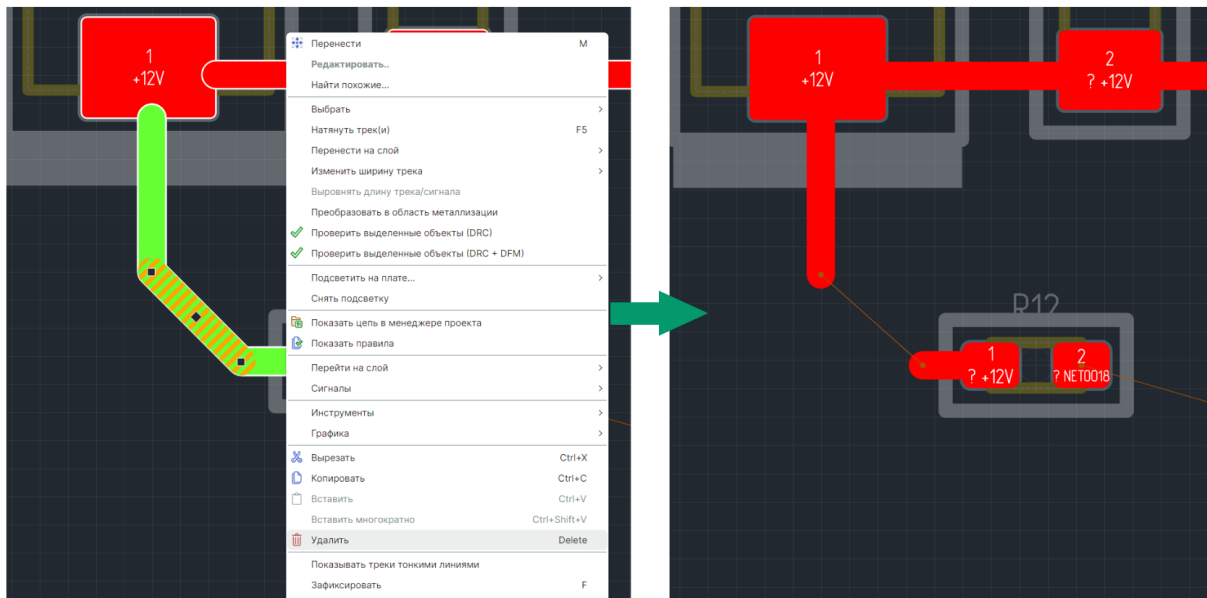 1
+12V
Перенести M
Редактировать..
Найти похожие...
Выбрать
Натянуть трек(и) F5
Перенести на слой
Изменить ширину трека
Выровнять длину трека/сигнала
Преобразовать в область металлизации
Проверить выделенные объекты (DRC)
Проверить выделенные объекты (DRC + DFM)
Подсветить на плате...
Снять подсветку
Показать цепь в менеджере проекта
Показать правила
Перейти на слой
Сигналы
Инструменты
Графика
Вырезать Ctrl+X
Копировать Ctrl+C
Вставить Ctrl+V
Вставить многократно Ctrl+Shift+V
Удалить Delete
Показывать треки тонкими линиями
Зафиксировать F
1
+12V
2
? +12V
R12
1
? +12V
2
? NET0018